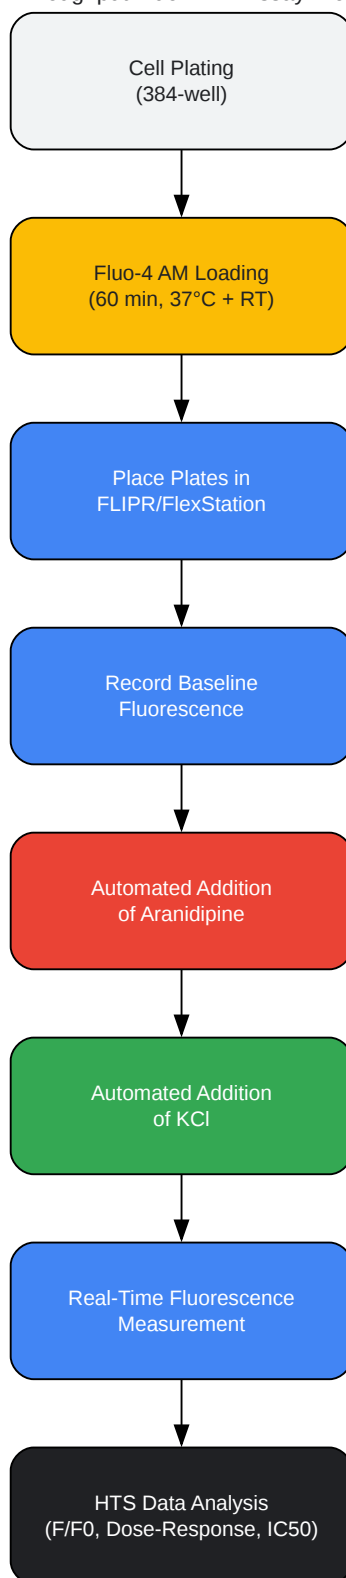 Cell Plating
(384-well)
Fluo-4 AM Loading
(60 min, 37°C + RT)
Place Plates in
FLIPR/FlexStation
Record Baseline
Fluorescence
Automated Addition
of Aranidipine
Automated Addition
of KCl
Real-Time Fluorescence
Measurement
HTS Data Analysis
(F/F0, Dose-Response, IC50)